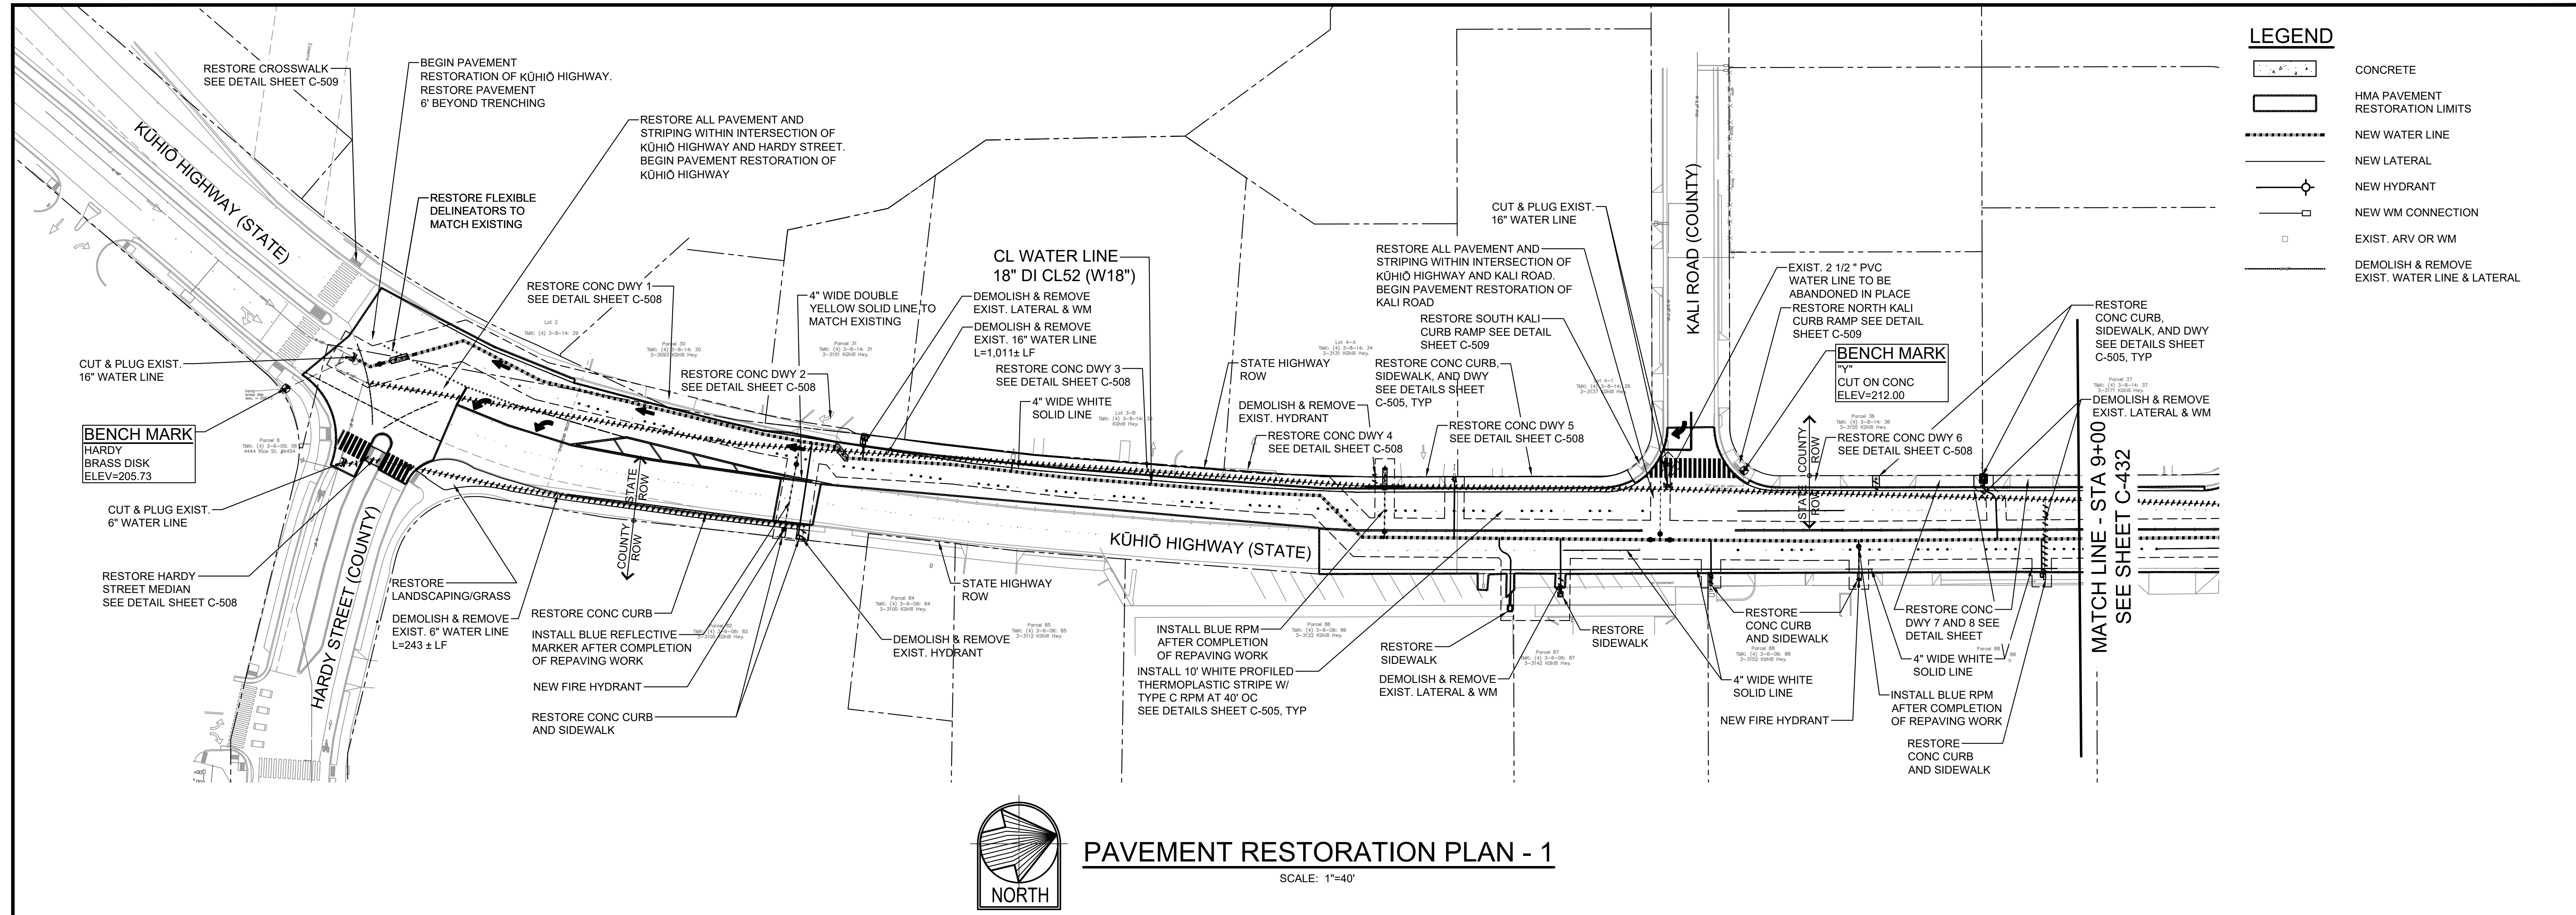 RESTORE CROSSWALK
SEE DETAIL SHEET C-509
BEGIN PAVEMENT
RESTORATION OF KŪHIŌ HIGHWAY.
RESTORE PAVEMENT
6' BEYOND TRENCHING
RESTORE ALL PAVEMENT AND
STRIPING WITHIN INTERSECTION OF
KŪHIŌ HIGHWAY AND HARDY STREET.
BEGIN PAVEMENT RESTORATION OF
KŪHIŌ HIGHWAY
KŪHIŌ HIGHWAY (STATE)
RESTORE FLEXIBLE
DELINEATORS TO
MATCH EXISTING
RESTORE CONC DWY 1
SEE DETAIL SHEET C-508
4" WIDE DOUBLE
YELLOW SOLID LINE TO
MATCH EXISTING
CL WATER LINE
18" DI CL52 (W18")
DEMOLISH & REMOVE
EXIST. LATERAL & WM
DEMOLISH & REMOVE
EXIST. 16" WATER LINE
L=1,011± LF
RESTORE CONC DWY 2
SEE DETAIL SHEET C-508
RESTORE CONC DWY 3
SEE DETAIL SHEET C-508
4" WIDE WHITE
SOLID LINE
STATE HIGHWAY
ROW
CUT & PLUG EXIST.
16" WATER LINE
RESTORE ALL PAVEMENT AND
STRIPING WITHIN INTERSECTION OF
KŪHIŌ HIGHWAY AND KALI ROAD.
BEGIN PAVEMENT RESTORATION OF
KALI ROAD
RESTORE SOUTH KALI
CURB RAMP SEE DETAIL
SHEET C-509
RESTORE CONC CURB,
SIDEWALK, AND DWY
SEE DETAILS SHEET
C-505, TYP
DEMOLISH & REMOVE
EXIST. HYDRANT
RESTORE CONC DWY 4
SEE DETAIL SHEET C-508
RESTORE CONC DWY 5
SEE DETAIL SHEET C-508
KALI ROAD (COUNTY)
EXIST. 2 1/2 " PVC
WATER LINE TO BE
ABANDONED IN PLACE
RESTORE NORTH KALI
CURB RAMP SEE DETAIL
SHEET C-509
BENCH MARK
"Y"
CUT ON CONC
ELEV=212.00
RESTORE CONC DWY 6
SEE DETAIL SHEET C-508
RESTORE
CONC CURB,
SIDEWALK, AND DWY
SEE DETAILS SHEET
C-505, TYP
DEMOLISH & REMOVE
EXIST. LATERAL & WM
STATE ROW
COUNTY ROW
MATCH LINE - STA 9+00
SEE SHEET C-432
CUT & PLUG EXIST.
16" WATER LINE
BENCH MARK
HARDY
BRASS DISK
ELEV=205.73
CUT & PLUG EXIST.
6" WATER LINE
RESTORE HARDY
STREET MEDIAN
SEE DETAIL SHEET C-508
HARDY STREET (COUNTY)
RESTORE
LANDSCAPING/GRASS
DEMOLISH & REMOVE
EXIST. 6" WATER LINE
L=243 ± LF
STATE
ROW
COUNTY
ROW
RESTORE CONC CURB
INSTALL BLUE REFLECTIVE
MARKER AFTER COMPLETION
OF REPAVING WORK
NEW FIRE HYDRANT
RESTORE CONC CURB
AND SIDEWALK
DEMOLISH & REMOVE
EXIST. HYDRANT
STATE HIGHWAY
ROW
KŪHIŌ HIGHWAY (STATE)
INSTALL BLUE RPM
AFTER COMPLETION
OF REPAVING WORK
INSTALL 10' WHITE PROFILED
THERMOPLASTIC STRIPE W/
TYPE C RPM AT 40' OC
SEE DETAILS SHEET C-505, TYP
RESTORE
SIDEWALK
DEMOLISH & REMOVE
EXIST. LATERAL & WM
RESTORE
SIDEWALK
4" WIDE WHITE
SOLID LINE
RESTORE
CONC CURB
AND SIDEWALK
NEW FIRE HYDRANT
RESTORE CONC
DWY 7 AND 8 SEE
DETAIL SHEET
4" WIDE WHITE
SOLID LINE
INSTALL BLUE RPM
AFTER COMPLETION
OF REPAVING WORK
RESTORE
CONC CURB
AND SIDEWALK
LEGEND
CONCRETE
HMA PAVEMENT
RESTORATION LIMITS
NEW WATER LINE
NEW LATERAL
NEW HYDRANT
NEW WM CONNECTION
EXIST. ARV OR WM
DEMOLISH & REMOVE
EXIST. WATER LINE & LATERAL
NORTH
PAVEMENT RESTORATION PLAN - 1
SCALE: 1"=40'